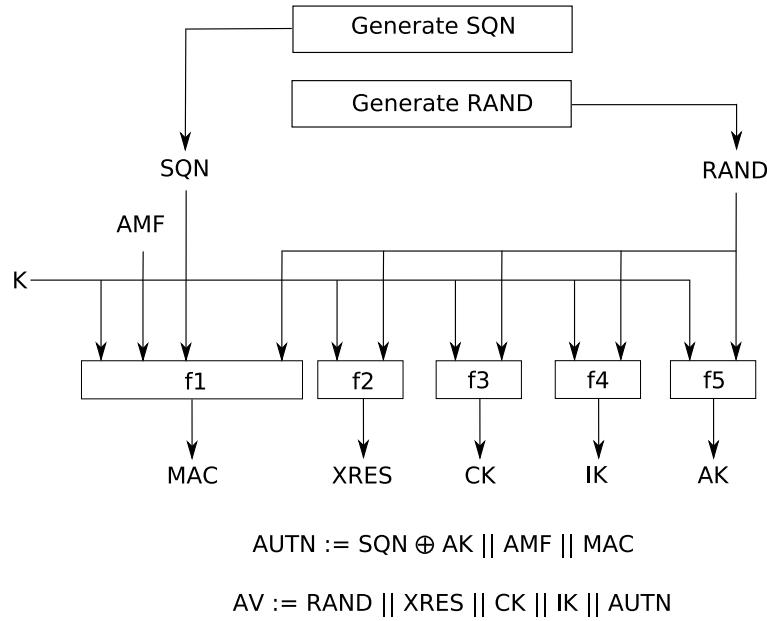 Generate SQN
Generate RAND
SQN
RAND
AMF
K
f1
f2
f3
f4
f5
MAC
XRES
CK
IK
AK
AUTN := SQN ⊕ AK || AMF || MAC
AV := RAND || XRES || CK || IK || AUTN